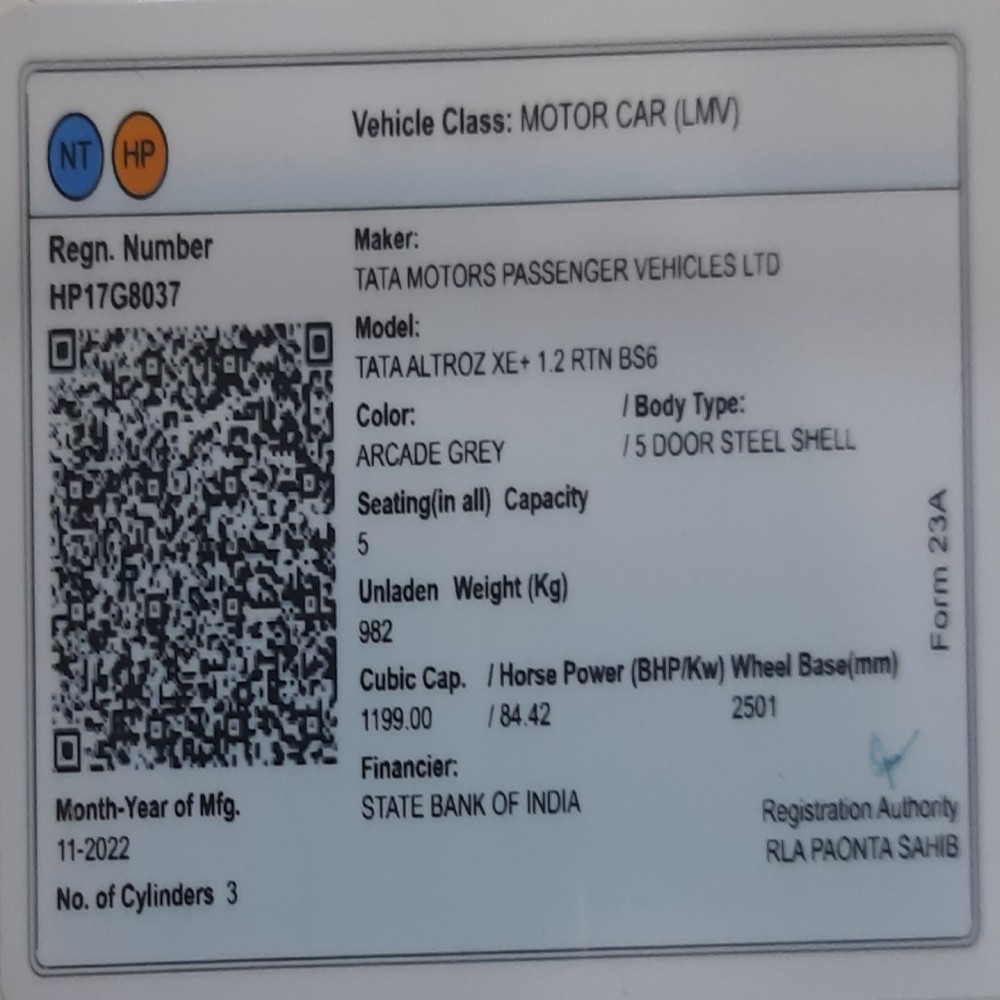 NT HP Vehicle Class: MOTOR CAR (LMV)
Regn. Number
HP17G8037
Month-Year of Mfg.
11-2022
No. of Cylinders 3
Maker:
TATA MOTORS PASSENGER VEHICLES LTD
Model:
TATA ALTROZ XE+ 1.2 RTN BS6
Color: / Body Type:
ARCADE GREY / 5 DOOR STEEL SHELL
Seating(in all) Capacity
5
Unladen Weight (Kg)
982
Cubic Cap. / Horse Power (BHP/Kw) Wheel Base(mm)
1199.00 / 84.42 2501
Financier:
STATE BANK OF INDIA
Registration Authority
RLA PAONTA SAHIB
Form 23A